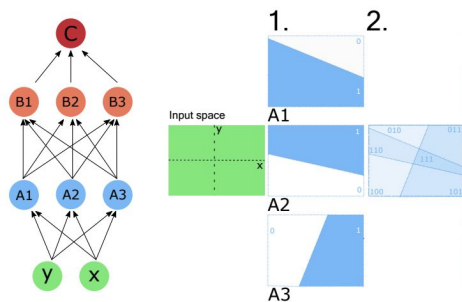 C
B1 B2 B3
A1 A2 A3
y x
1. 2.
0
1
A1
Input space
y
x
1
0
A2
010 011
110
111
100 101
0 1
A3